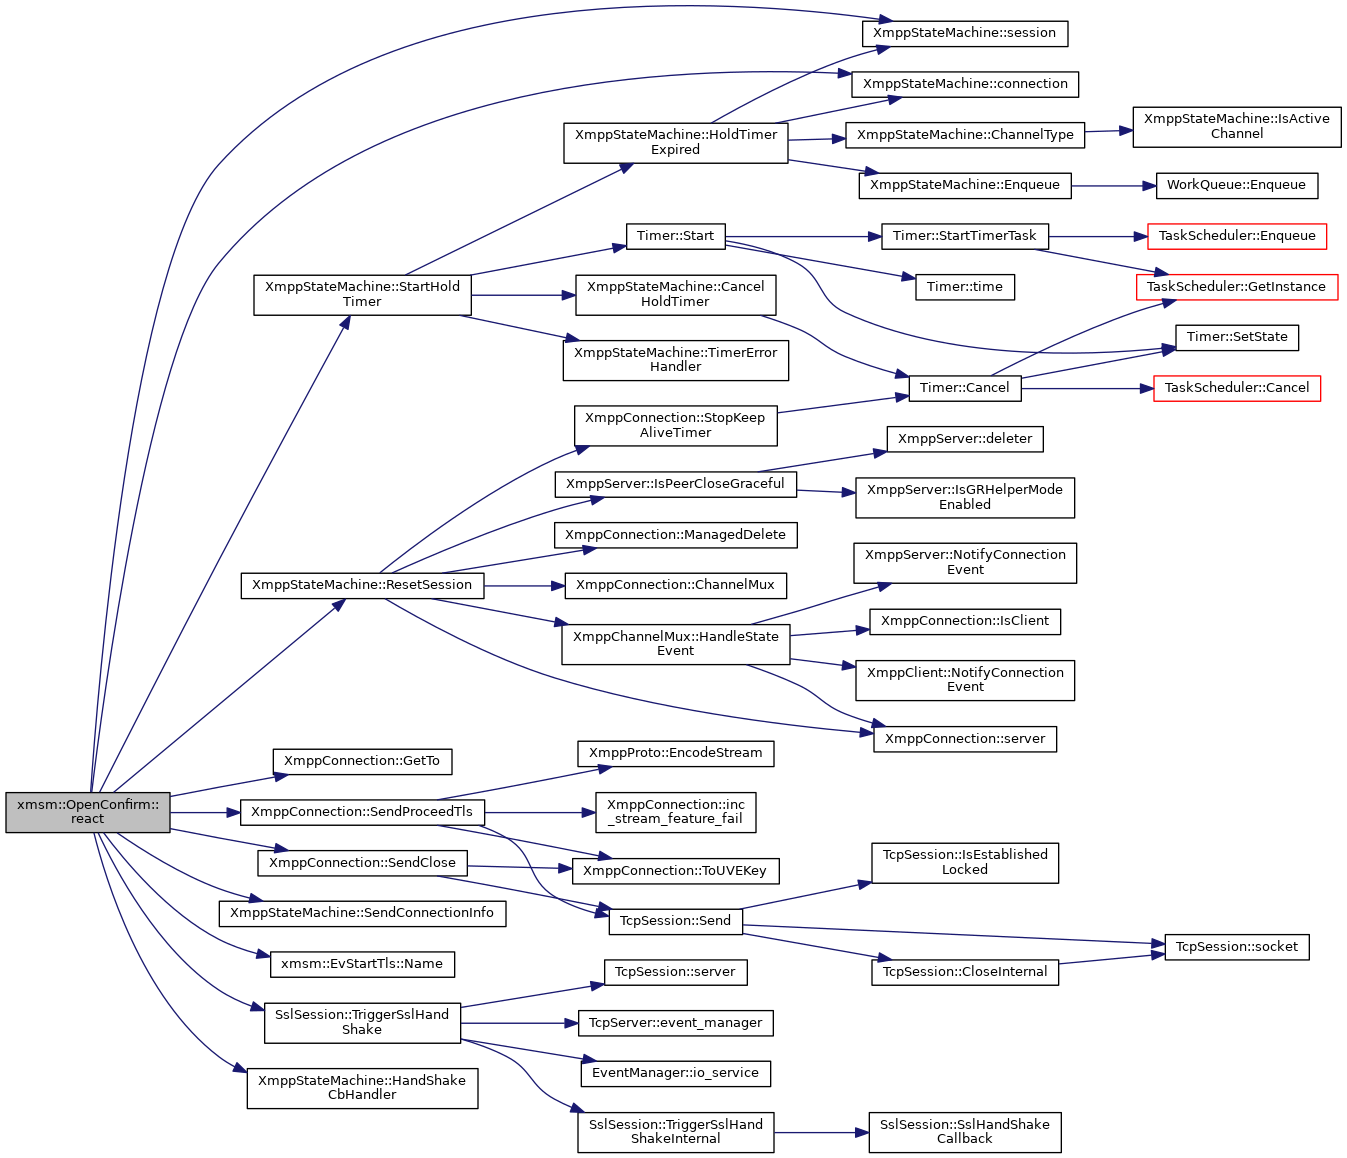 XmppStateMachine::session
XmppStateMachine::connection
XmppStateMachine::HoldTimer
Expired
XmppStateMachine::ChannelType
XmppStateMachine::IsActive
Channel
XmppStateMachine::Enqueue
WorkQueue::Enqueue
Timer::Start
Timer::StartTimerTask
TaskScheduler::Enqueue
XmppStateMachine::StartHold
Timer
XmppStateMachine::Cancel
HoldTimer
Timer::time
TaskScheduler::GetInstance
XmppStateMachine::TimerError
Handler
Timer::SetState
Timer::Cancel
TaskScheduler::Cancel
XmppConnection::StopKeep
AliveTimer
XmppServer::deleter
XmppServer::IsPeerCloseGraceful
XmppServer::IsGRHelperMode
Enabled
XmppConnection::ManagedDelete
XmppServer::NotifyConnection
Event
XmppStateMachine::ResetSession
XmppConnection::ChannelMux
XmppConnection::IsClient
XmppChannelMux::HandleState
Event
XmppClient::NotifyConnection
Event
XmppConnection::server
XmppConnection::GetTo
XmppProto::EncodeStream
xmsm::OpenConfirm::
react
XmppConnection::SendProceedTls
XmppConnection::inc
_stream_feature_fail
XmppConnection::SendClose
XmppConnection::ToUVEKey
TcpSession::IsEstablished
Locked
XmppStateMachine::SendConnectionInfo
TcpSession::Send
TcpSession::socket
xmsm::EvStartTls::Name
TcpSession::server
TcpSession::CloseInternal
SslSession::TriggerSslHand
Shake
TcpServer::event_manager
EventManager::io_service
XmppStateMachine::HandShake
CbHandler
SslSession::TriggerSslHand
ShakeInternal
SslSession::SslHandShake
Callback